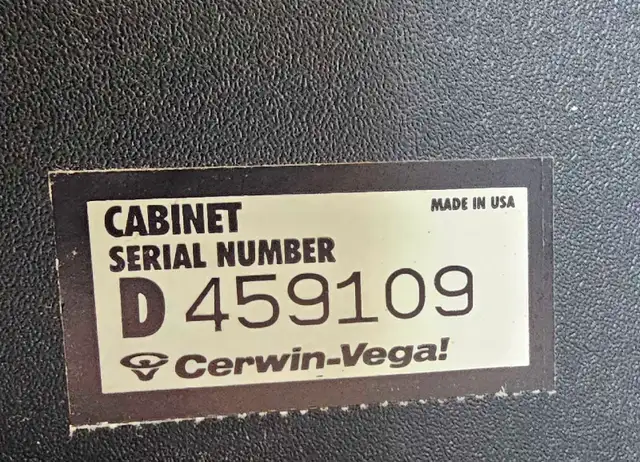 CABINET
MADE IN USA
SERIAL NUMBER
D 459109
Cerwin-Vega!